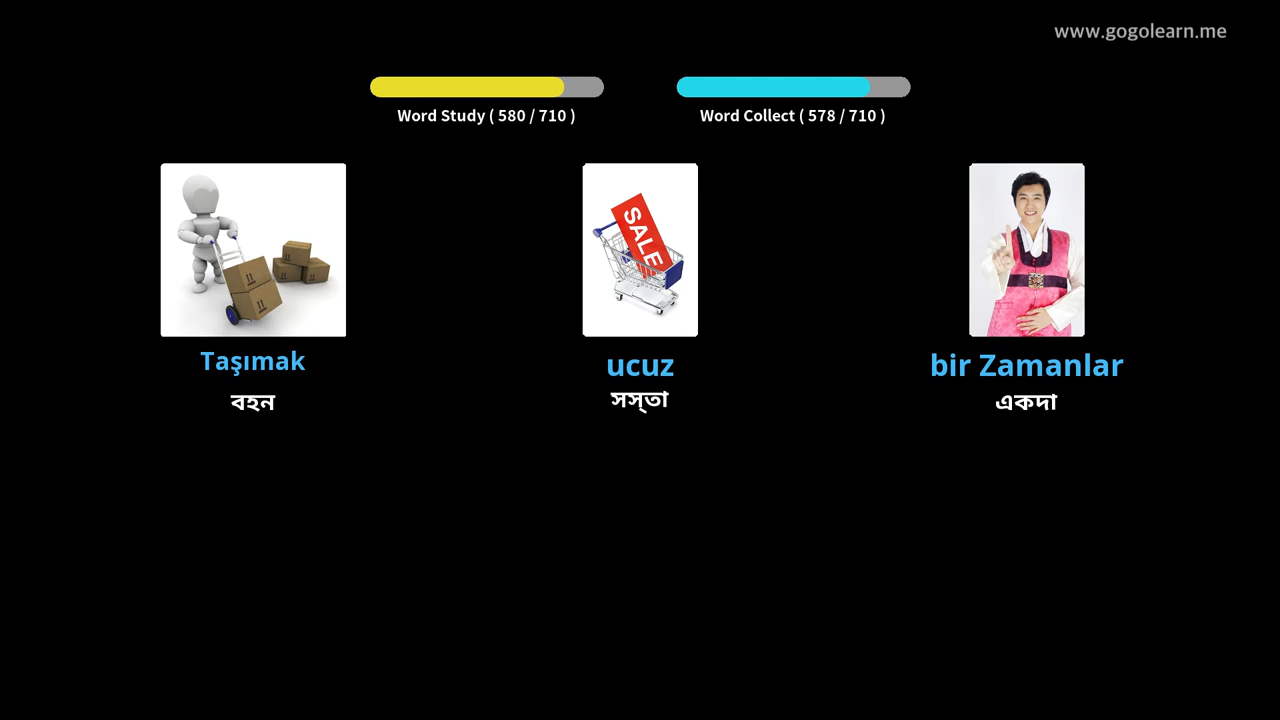 www.gogolearn.me
Word Study ( 580 / 710 )
Word Collect ( 578 / 710 )
SALE
Taşımak
ucuz
bir Zamanlar
বহন
সস্তা
একদা